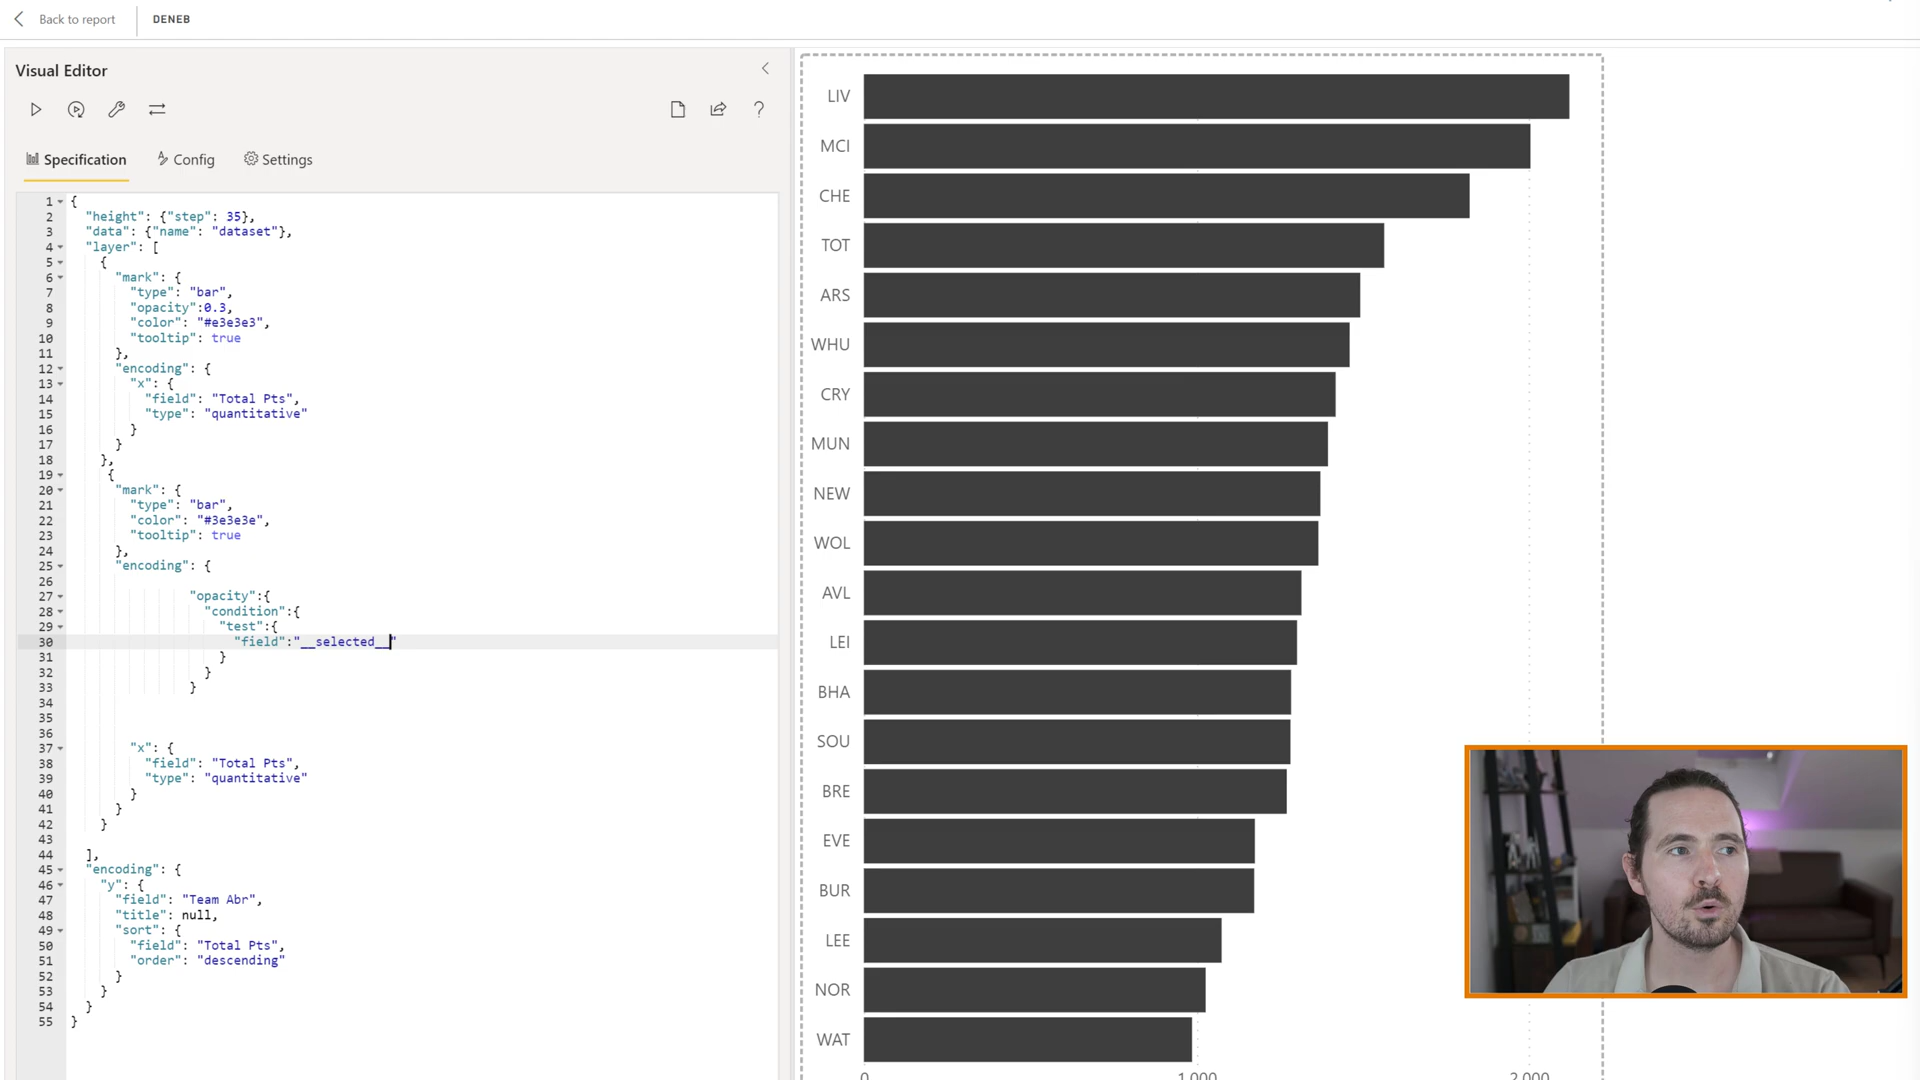 Back to report
DENEB
Visual Editor
Specification
Config
Settings
1 {
2 "height": {"step": 35},
3 "data": {"name": "dataset"},
4 "layer": [
5 {
6 "mark": {
7 "type": "bar",
8 "opacity":0.3,
9 "color": "#e3e3e3",
10 "tooltip": true
11 },
12 "encoding": {
13 "x": {
14 "field": "Total Pts",
15 "type": "quantitative"
16 }
17 }
18 },
19 {
20 "mark": {
21 "type": "bar",
22 "color": "#3e3e3e",
23 "tooltip": true
24 },
25 "encoding": {
26
27 "opacity":{
28 "condition":{
29 "test":{
30 "field":"__selected__"
31 }
32 }
33 }
34
35
36
37 "x": {
38 "field": "Total Pts",
39 "type": "quantitative"
40 }
41 }
42 }
43
44 ],
45 "encoding": {
46 "y": {
47 "field": "Team Abr",
48 "title": null,
49 "sort": {
50 "field": "Total Pts",
51 "order": "descending"
52 }
53 }
54 }
55 }
LIV
MCI
CHE
TOT
ARS
WHU
CRY
MUN
NEW
WOL
AVL
LEI
BHA
SOU
BRE
EVE
BUR
LEE
NOR
WAT
0
1,000
2,000